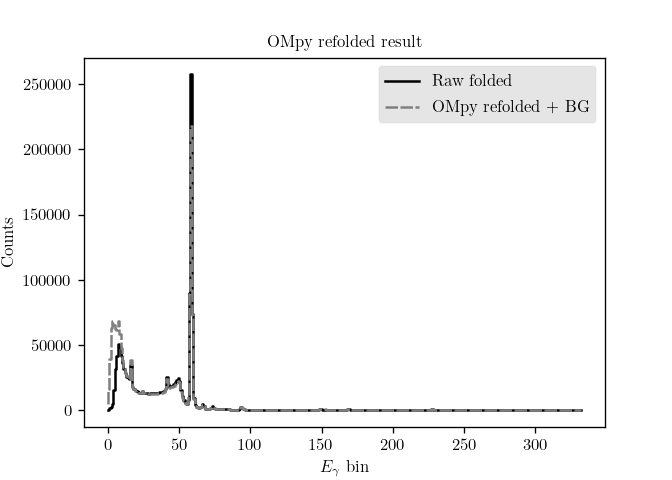 OMpy refolded result
Raw folded
OMpy refolded + BG
250000
200000
150000
100000
50000
0
Counts
0 50 100 150 200 250 300
Eγ bin